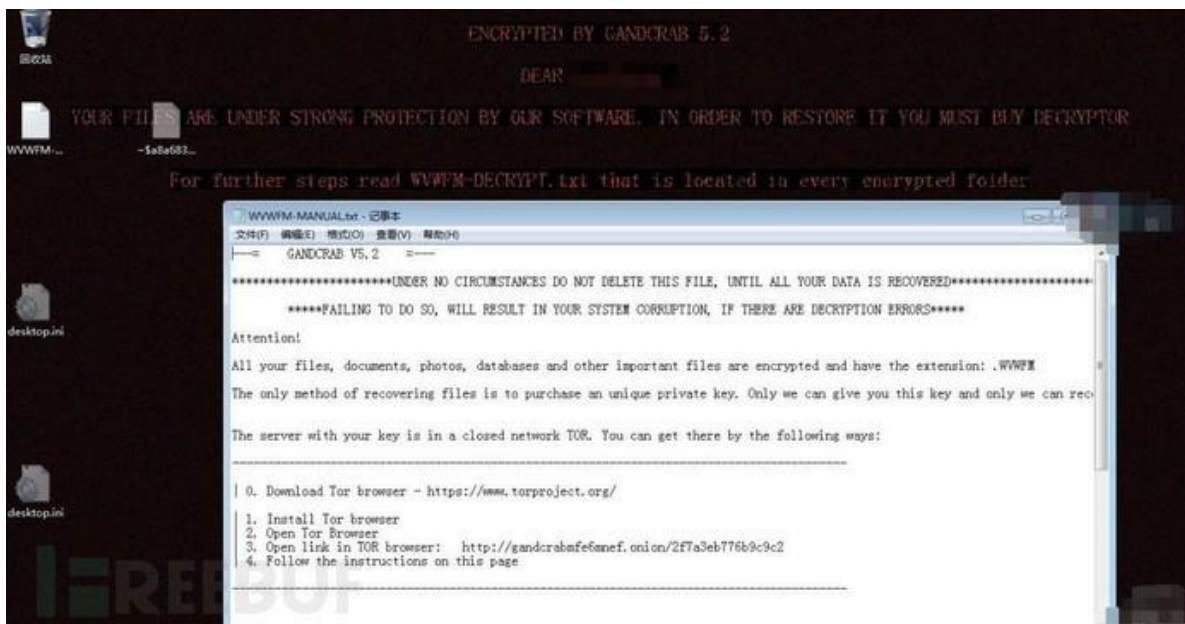 ENCRYPTED BY GANDCRAB 5.2
DEAR
YOUR FILES ARE UNDER STRONG PROTECTION BY OUR SOFTWARE. IN ORDER TO RESTORE IT YOU MUST BUY DECRYPTOR
For further steps read WVWFM-DECRYPT.txt that is located in every encrypted folder
回收站
WVWFM-...
~$a8a683...
desktop.ini
desktop.ini
WVWFM-MANUAL.txt - 记事本
文件(F) 编辑(E) 格式(O) 查看(V) 帮助(H)
---= GANDCRAB V5.2 =---
***********************UNDER NO CIRCUMSTANCES DO NOT DELETE THIS FILE, UNTIL ALL YOUR DATA IS RECOVERED*********************
*****FAILING TO DO SO, WILL RESULT IN YOUR SYSTEM CORRUPTION, IF THERE ARE DECRYPTION ERRORS*****
Attention!
All your files, documents, photos, databases and other important files are encrypted and have the extension: .WVWFM
The only method of recovering files is to purchase an unique private key. Only we can give you this key and only we can reco
The server with your key is in a closed network TOR. You can get there by the following ways:
----------------------------------------------------------------------------------------
| 0. Download Tor browser - https://www.torproject.org/
| 1. Install Tor browser
| 2. Open Tor Browser
| 3. Open link in TOR browser: http://gandcrabmfe6mnef.onion/2f7a3eb776b9c9c2
| 4. Follow the instructions on this page
----------------------------------------------------------------------------------------
FREEBUF